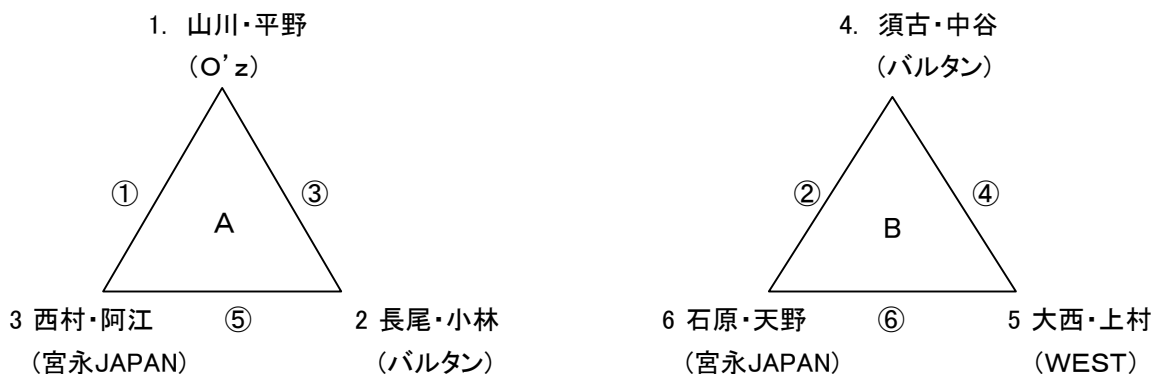 1. 山川・平野
(O’z)
①
③
A
3 西村・阿江
⑤
2 長尾・小林
(宮永JAPAN)
(バルタン)
4. 須古・中谷
(バルタン)
②
④
B
6 石原・天野
⑥
5 大西・上村
(宮永JAPAN)
(WEST)